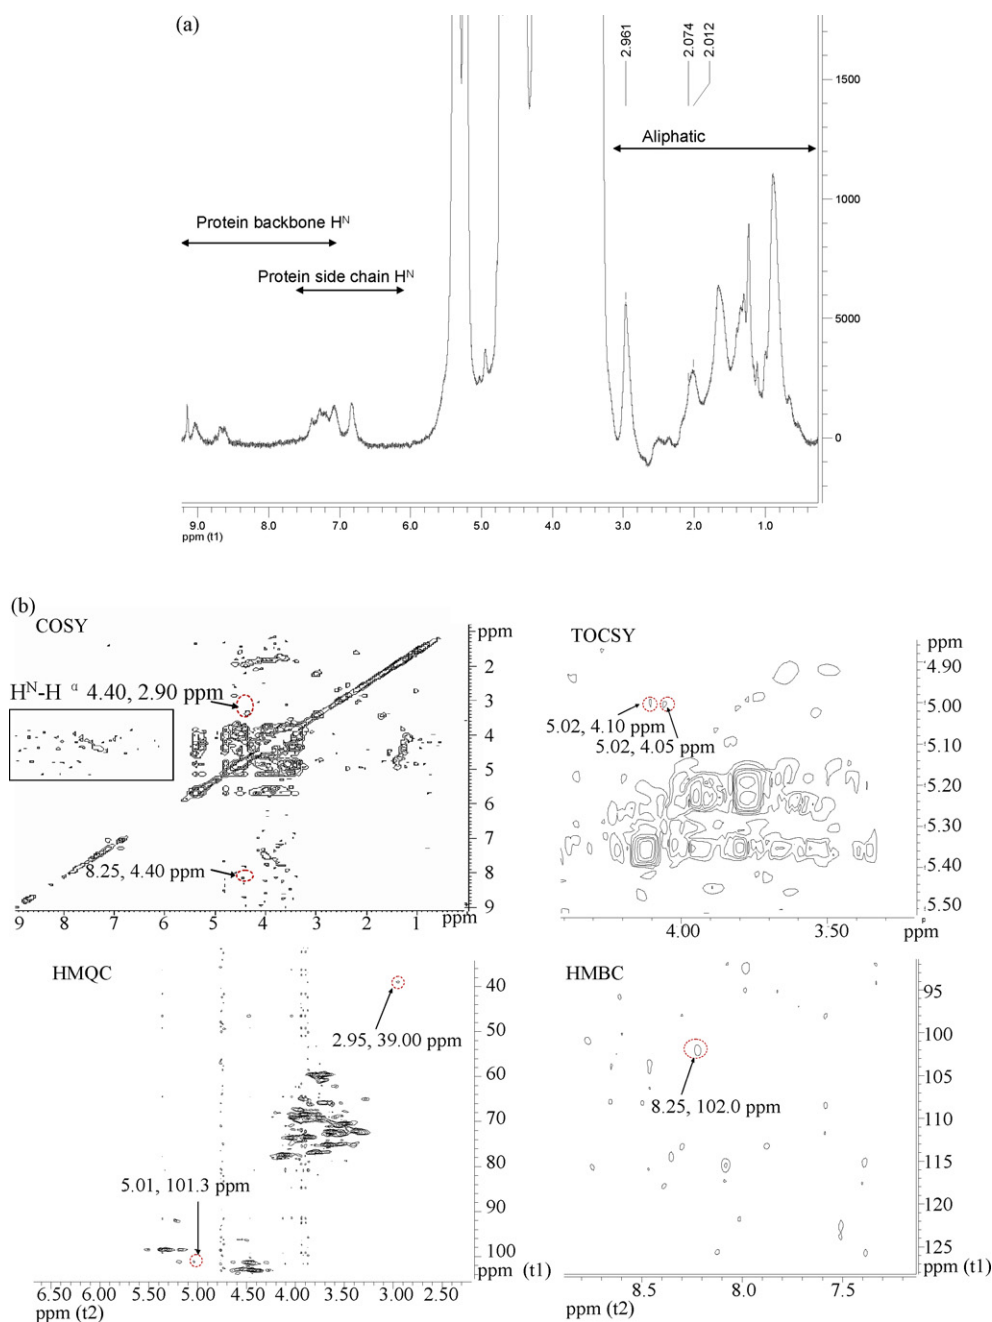 (a)
2.961
2.074
2.012
1500
Aliphatic
1000
Protein backbone Hᴺ
Protein side chain Hᴺ
5000
0
9.0 8.0 7.0 6.0 5.0 4.0 3.0 2.0 1.0
ppm (t1)
(b)
COSY
ppm
2
Hᴺ-H α 4.40, 2.90 ppm
3
4
5
6
7
8.25, 4.40 ppm
8
9
9 8 7 6 5 4 3 2 1
ppm
TOCSY
ppm
4.90
5.00
5.02, 4.10 ppm
5.02, 4.05 ppm
5.10
5.20
5.30
5.40
5.50
4.00 3.50
ppm
HMQC
40
50
2.95, 39.00 ppm
60
70
80
5.01, 101.3 ppm
90
100
ppm (t1)
6.50 6.00 5.50 5.00 4.50 4.00 3.50 3.00 2.50
ppm (t2)
HMBC
95
100
105
8.25, 102.0 ppm
110
115
120
125
ppm (t1)
8.5 8.0 7.5
ppm (t2)